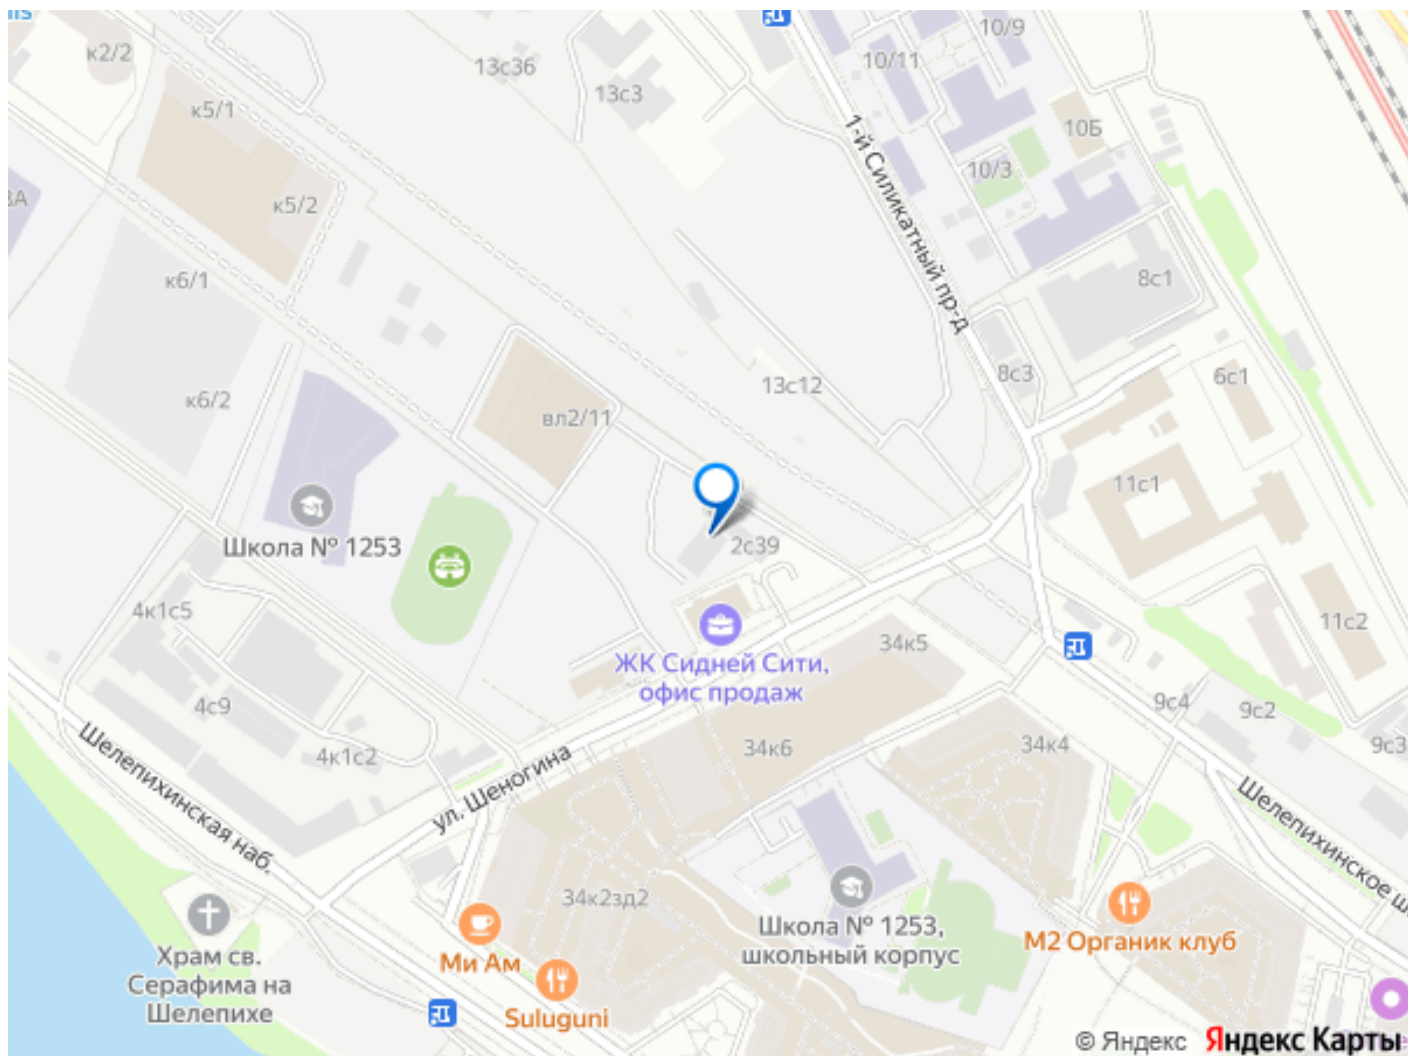 к2/2
к5/1
13с36
13с3
10/9
10/11
10Б
10/3
1-й Силикатный пр-д
к5/2
к6/1
8с1
8с3
6с1
13с12
к6/2
вл2/11
11с1
Школа № 1253
2с39
4к1с5
11с2
34к5
ЖК Сидней Сити,
офис продаж
4с9
9с4
9с2
9с3
4к1с2
34к6
34к4
Шелепихинская наб.
ул. Шеногина
34к2зд2
Храм св.
Серафима на
Шелепихе
Ми Ам
Suluguni
Школа № 1253,
школьный корпус
М2 Органик клуб
© Яндекс Яндекс Карты